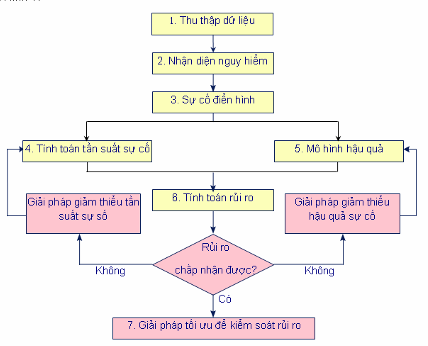 1. Thu thập dữ liệu
2. Nhận diện nguy hiểm
3. Sự cố điển hình
4. Tính toán tần suất sự cố
5. Mô hình hậu quả
6. Tính toán rủi ro
Giải pháp giảm thiểu tần
suất sự số
Giải pháp giảm thiểu
hậu quả sự cố
Rủi ro
chấp nhận được?
Không
Không
Có
7. Giải pháp tối ưu để kiểm soát rủi ro